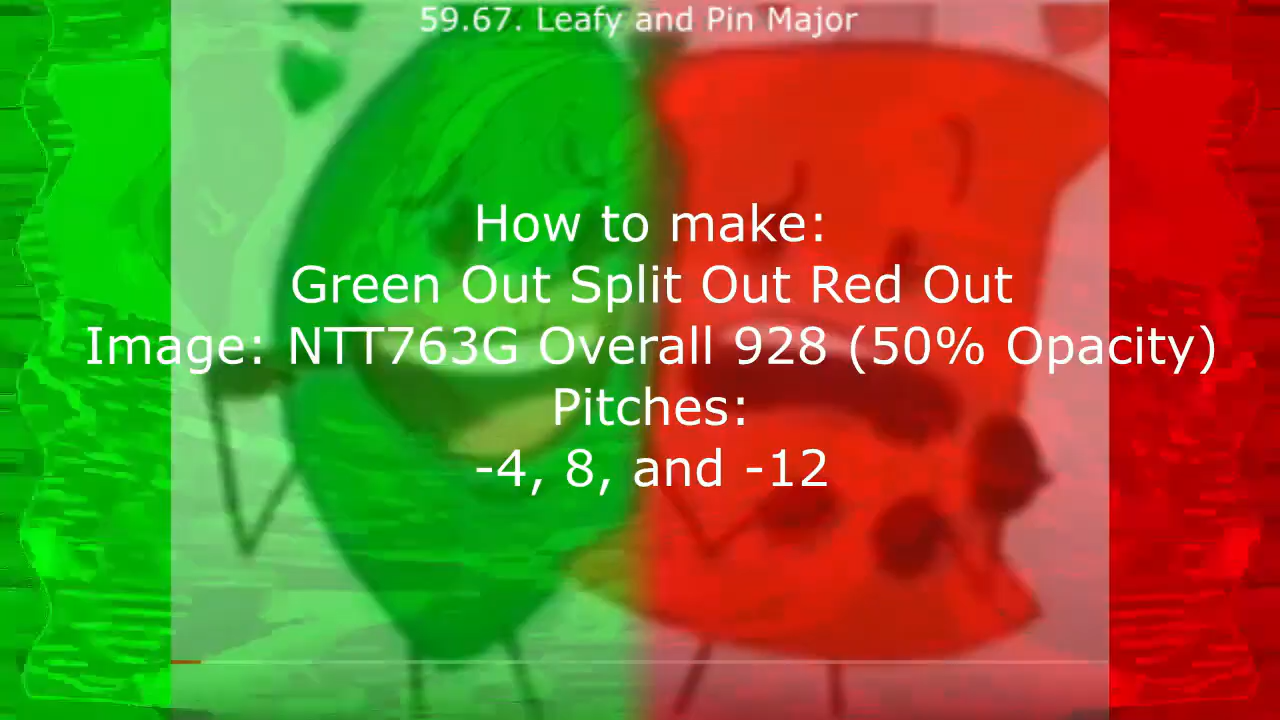 59.67. Leafy and Pin Major
How to make:
Green Out Split Out Red Out
Image: NTT763G Overall 928 (50% Opacity)
Pitches:
-4, 8, and -12